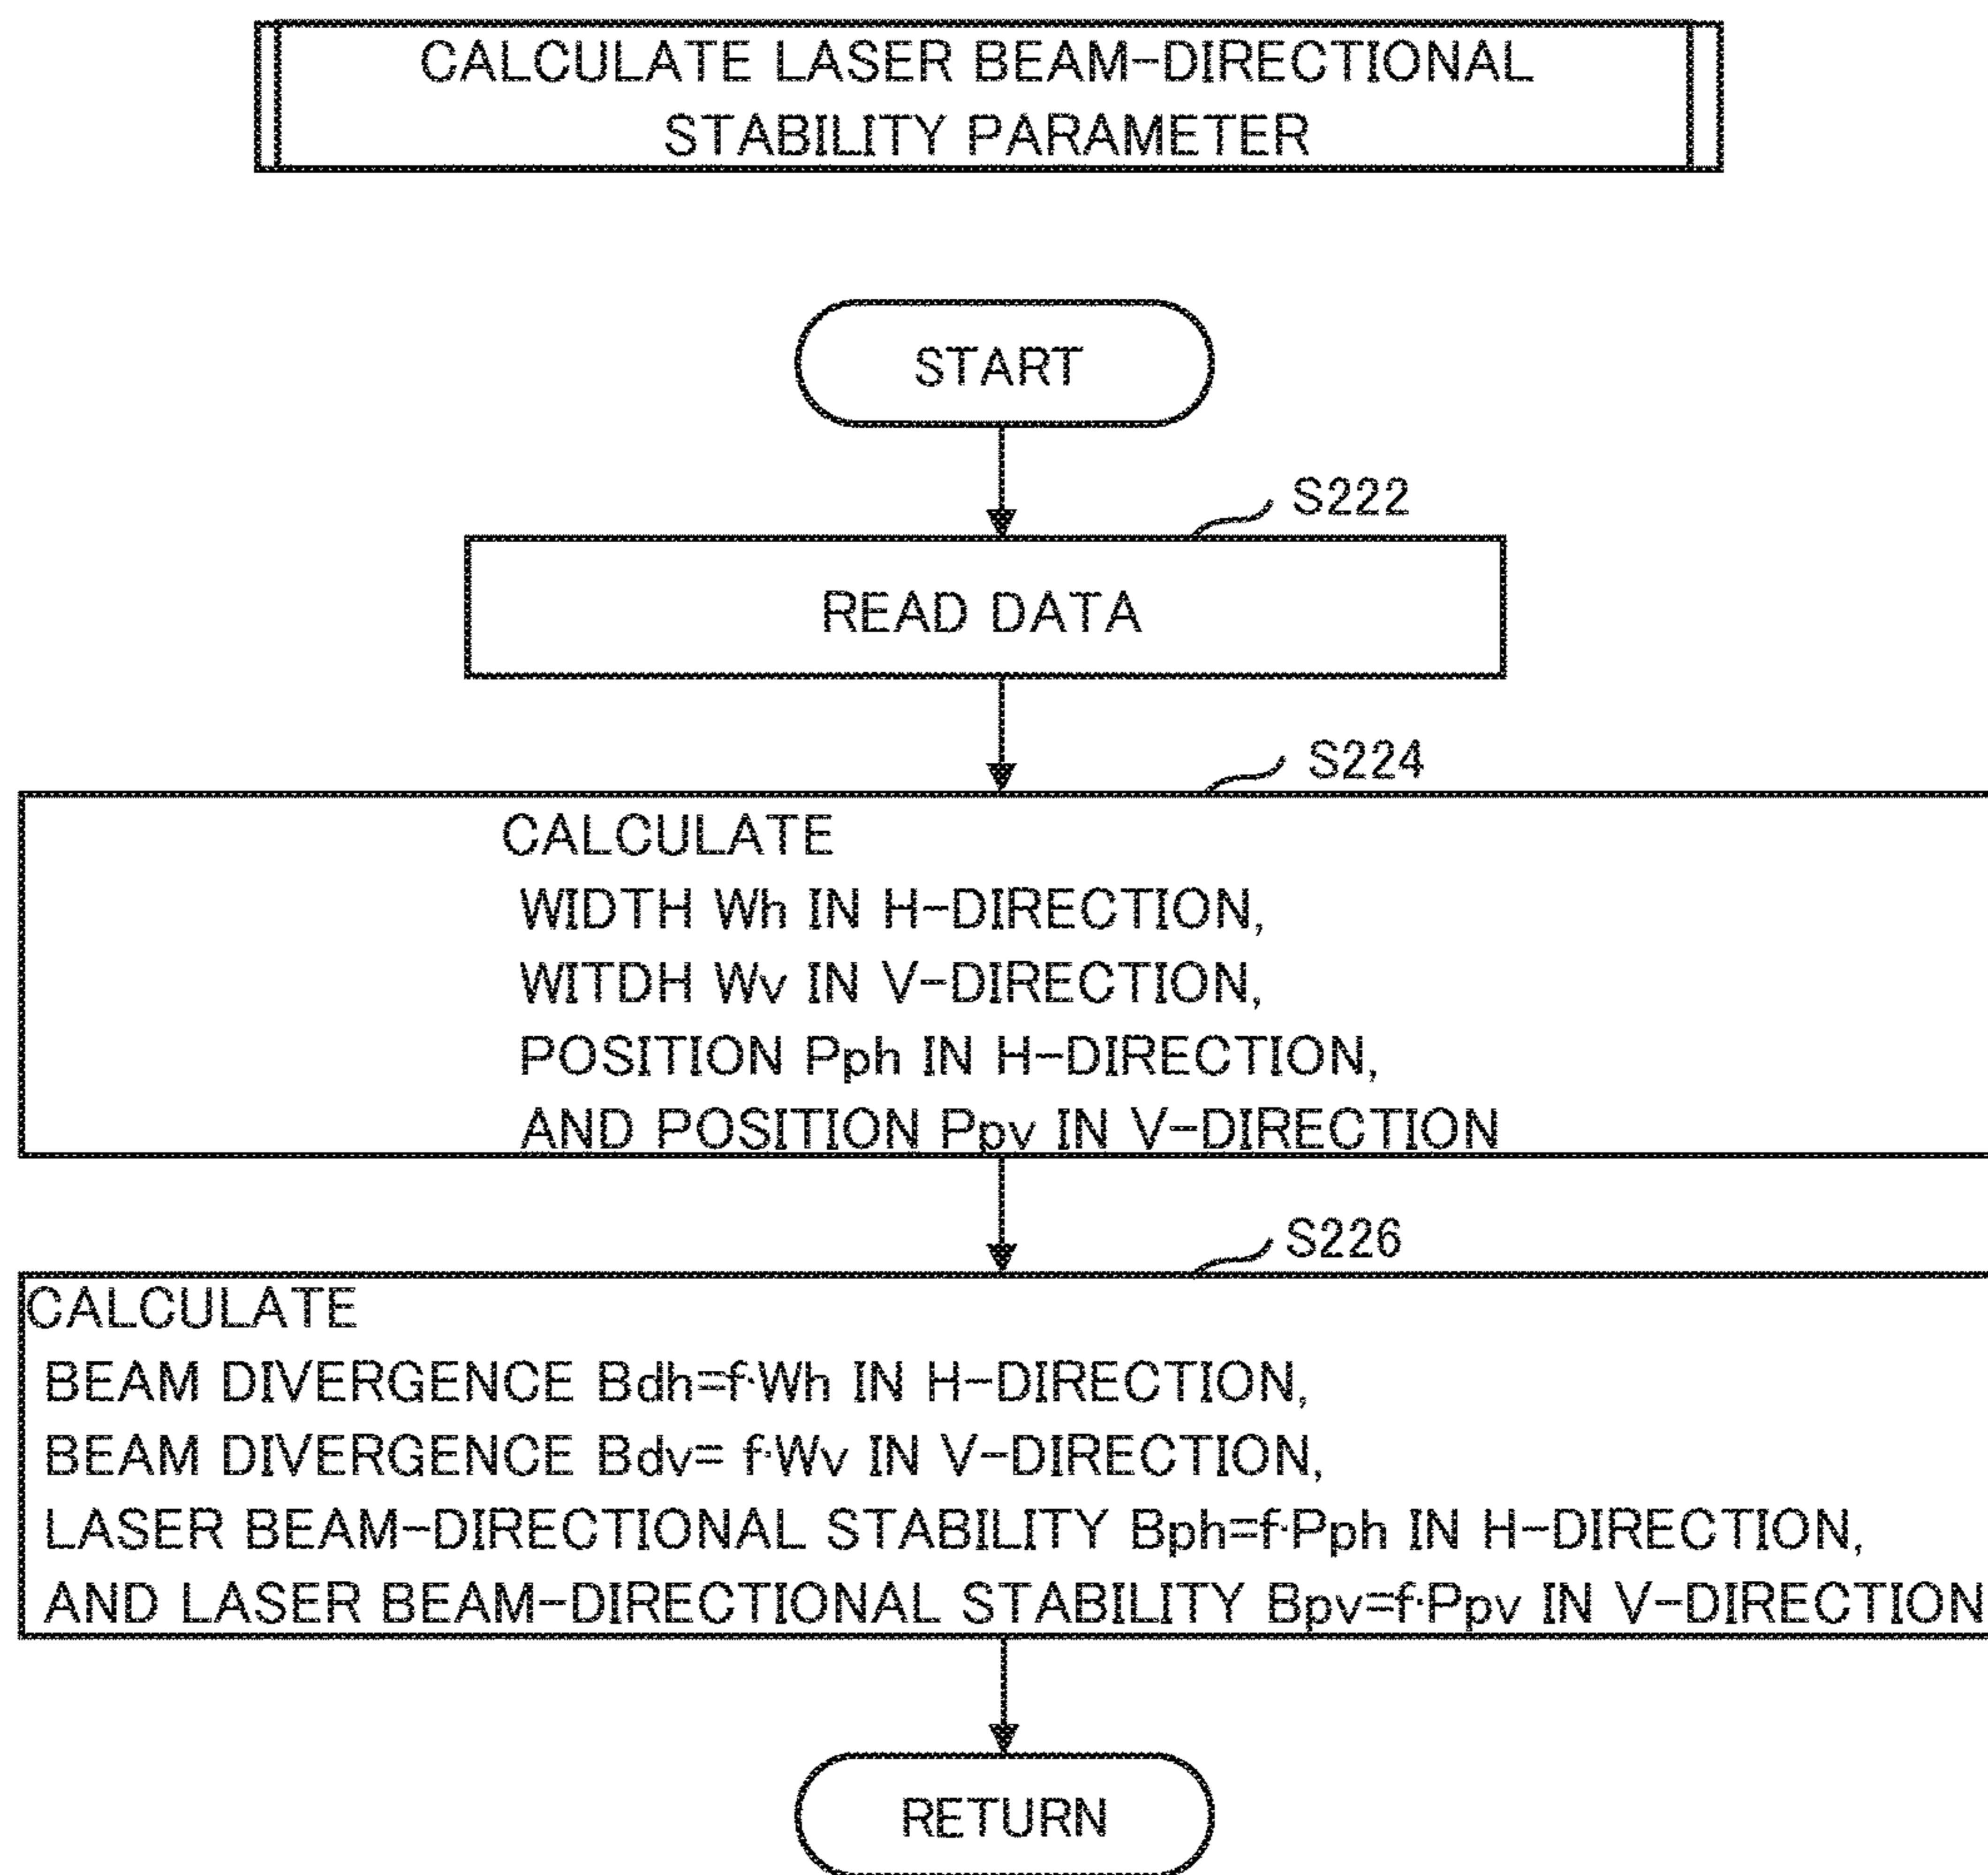 CALCULATE LASER BEAM-DIRECTIONAL
STABILITY PARAMETER
START
S222
READ DATA
S224
CALCULATE
WIDTH Wh IN H-DIRECTION,
WITDH Wv IN V-DIRECTION,
POSITION Pph IN H-DIRECTION,
AND POSITION Ppv IN V-DIRECTION
S226
CALCULATE
BEAM DIVERGENCE Bdh=f·Wh IN H-DIRECTION,
BEAM DIVERGENCE Bdv= f·Wv IN V-DIRECTION,
LASER BEAM-DIRECTIONAL STABILITY Bph=f·Pph IN H-DIRECTION,
AND LASER BEAM-DIRECTIONAL STABILITY Bpv=f·Ppv IN V-DIRECTION
RETURN